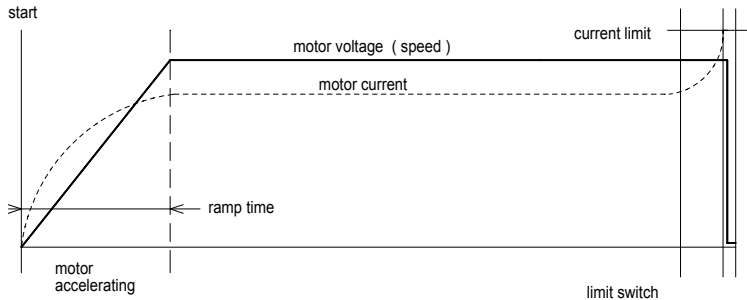 start
motor voltage ( speed )
current limit
motor current
ramp time
motor
accelerating
limit switch